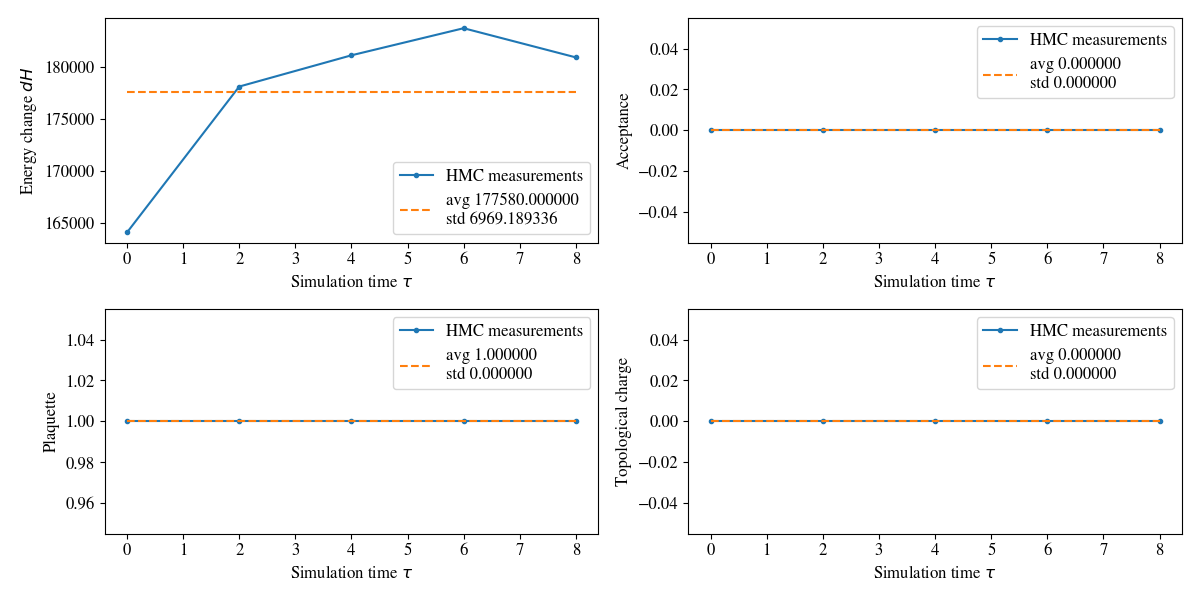 180000
175000
170000
165000
Energy change dH
HMC measurements
avg 177580.000000
std 6969.189336
0 1 2 3 4 5 6 7 8
Simulation time τ
0.04
0.02
0.00
−0.02
−0.04
Acceptance
HMC measurements
avg 0.000000
std 0.000000
0 1 2 3 4 5 6 7 8
Simulation time τ
1.04
1.02
1.00
0.98
0.96
Plaquette
HMC measurements
avg 1.000000
std 0.000000
0 1 2 3 4 5 6 7 8
Simulation time τ
0.04
0.02
0.00
−0.02
−0.04
Topological charge
HMC measurements
avg 0.000000
std 0.000000
0 1 2 3 4 5 6 7 8
Simulation time τ